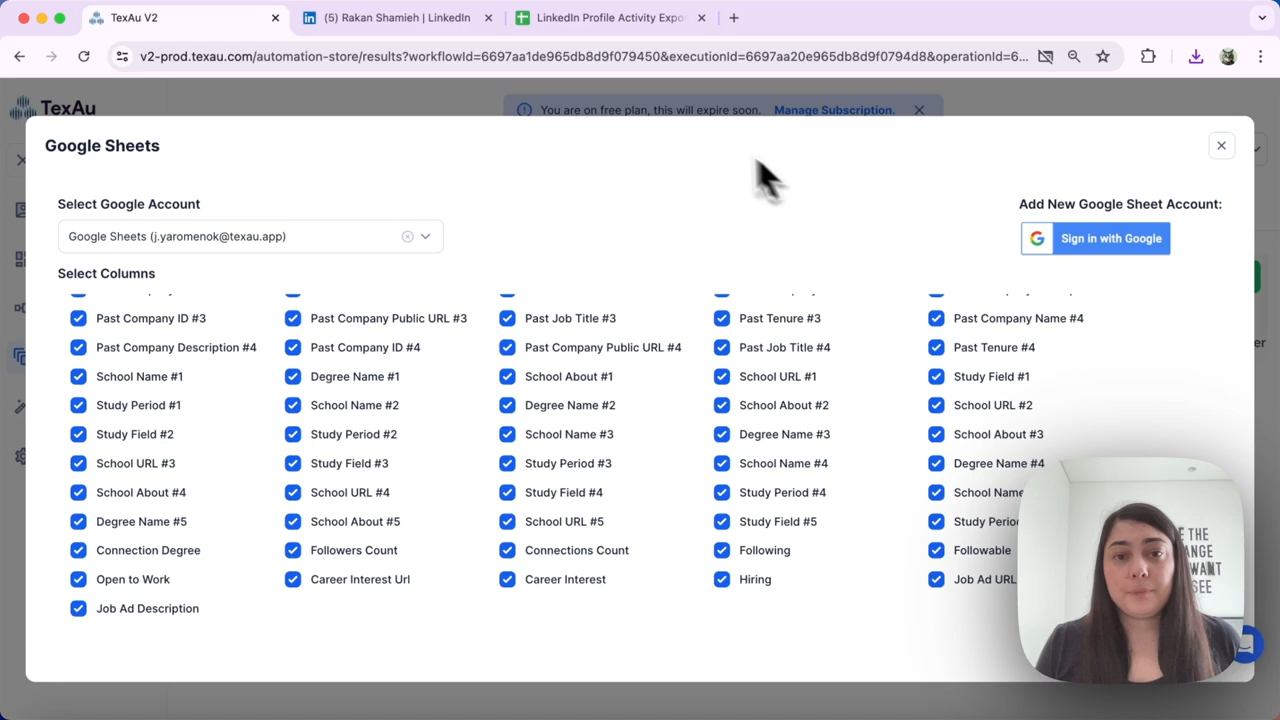 TexAu V2
(5) Rakan Shamieh | LinkedIn
LinkedIn Profile Activity Expo
v2-prod.texau.com/automation-store/results?workflowId=6697aa1de965db8d9f079450&executionId=6697aa20e965db8d9f0794d8&operationId=6...
TexAu
You are on free plan, this will expire soon. Manage Subscription.
Google Sheets
Select Google Account
Add New Google Sheet Account:
Google Sheets (j.yaromenok@texau.app)
Sign in with Google
Select Columns
Past Company ID #3 Past Company Public URL #3 Past Job Title #3 Past Tenure #3 Past Company Name #4
Past Company Description #4 Past Company ID #4 Past Company Public URL #4 Past Job Title #4 Past Tenure #4
School Name #1 Degree Name #1 School About #1 School URL #1 Study Field #1
Study Period #1 School Name #2 Degree Name #2 School About #2 School URL #2
Study Field #2 Study Period #2 School Name #3 Degree Name #3 School About #3
School URL #3 Study Field #3 Study Period #3 School Name #4 Degree Name #4
School About #4 School URL #4 Study Field #4 Study Period #4 School Name
Degree Name #5 School About #5 School URL #5 Study Field #5 Study Perio
Connection Degree Followers Count Connections Count Following Followable
Open to Work Career Interest Url Career Interest Hiring Job Ad URL
Job Ad Description
THE
WANT
SEE